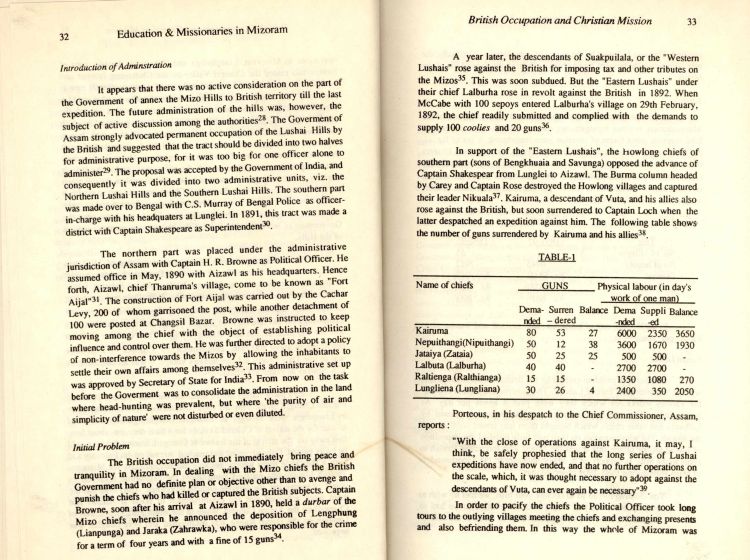 32 Education & Missionaries in Mizoram
Introduction of Adminstration
It appears that there was no active consideration on the part of
the Government of annex the Mizo Hills to British territory till the last
expedition. The future administration of the hills was, however, the
subject of active discussion among the authorities28. The Goverment of
Assam strongly advocated permanent occupation of the Lushai Hills by
the British and suggested that the tract should be divided into two halves
for administrative purpose, for it was too big for one officer alone to
administer29. The proposal was accepted by the Government of India, and
consequently it was divided into two administrative units, viz. the
Northern Lushai Hills and the Southern Lushai Hills. The southern part
was made over to Bengal with C.S. Murray of Bengal Police as officer-
in-charge with his headquaters at Lunglei. In 1891, this tract was made a
district with Captain Shakespeare as Superintendent30.
The northern part was placed under the administrative
jurisdiction of Assam with Captain H. R. Browne as Political Officer. He
assumed office in May, 1890 with Aizawl as his headquarters. Hence
forth, Aizawl, chief Thanruma's village, come to be known as "Fort
Aijal"31. The construction of Fort Aijal was carried out by the Cachar
Levy, 200 of whom garrisoned the post, while another detachment of
100 were posted at Changsil Bazar. Browne was instructed to keep
moving among the chief with the object of establishing political
influence and control over them. He was further directed to adopt a policy
of non-interference towards the Mizos by allowing the inhabitants to
settle their own affairs among themselves32. This administrative set up
was approved by Secretary of State for India33. From now on the task
before the Goverment was to consolidate the administration in the land
where head-hunting was prevalent, but where 'the purity of air and
simplicity of nature' were not disturbed or even diluted.
Initial Problem
The British occupation did not immediately bring peace and
tranquility in Mizoram. In dealing with the Mizo chiefs the British
Government had no definite plan or objective other than to avenge and
punish the chiefs who had killed or captured the British subjects. Captain
Browne, soon after his arrival at Aizawl in 1890, held a durbar of the
Mizo chiefs wherein he announced the deposition of Lengphung
(Lianpunga) and Jaraka (Zahrawka), who were responsible for the crime
for a term of four years and with a fine of 15 guns34.
British Occupation and Christian Mission 33
A year later, the descendants of Suakpuilala, or the "Western
Lushais" rose against the British for imposing tax and other tributes on
the Mizos35. This was soon subdued. But the "Eastern Lushais" under
their chief Lalburha rose in revolt against the British in 1892. When
McCabe with 100 sepoys entered Lalburha's village on 29th February,
1892, the chief readily submitted and complied with the demands to
supply 100 coolies and 20 guns36.
In support of the "Eastern Lushais", the Howlong chiefs of
southern part (sons of Bengkhuaia and Savunga) opposed the advance of
Captain Shakespear from Lunglei to Aizawl. The Burma column headed
by Carey and Captain Rose destroyed the Howlong villages and captured
their leader Nikuala37. Kairuma, a descendant of Vuta, and his allies also
rose against the British, but soon surrendered to Captain Loch when the
latter despatched an expedition against him. The following table shows
the number of guns surrendered by Kairuma and his allies38.
TABLE-1
Name of chiefs GUNS Physical labour (in day's
work of one man)
Dema- Surren Balance Dema Suppli Balance
nded - dered -nded -ed
Kairuma 80 53 27 6000 2350 3650
Nepuithangi(Nipuithangi) 50 12 38 3600 1670 1930
Jataiya (Zataia) 50 25 25 500 500 -
Lalbuta (Lalburha) 40 40 - 2700 2700 -
Raltienga (Ralthianga) 15 15 - 1350 1080 270
Lungliena (Lungliana) 30 26 4 2400 350 2050
Porteous, in his despatch to the Chief Commissioner, Assam,
reports :
"With the close of operations against Kairuma, it may, I
think, be safely prophesied that the long series of Lushai
expeditions have now ended, and that no further operations on
the scale, which, it was thought necessary to adopt against the
descendants of Vuta, can ever again be necessary"39.
In order to pacify the chiefs the Political Officer took long
tours to the outlying villages meeting the chiefs and exchanging presents
and also befriending them. In this way the whole of Mizoram was